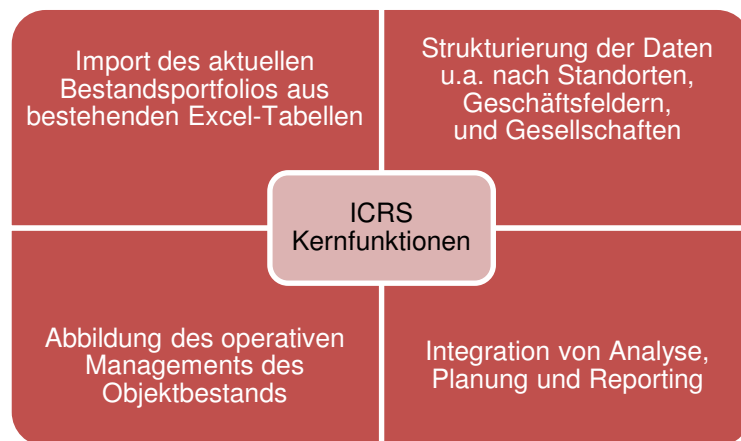 Import des aktuellen
Bestandsportfolios aus
bestehenden Excel-Tabellen
Strukturierung der Daten
u.a. nach Standorten,
Geschäftsfeldern,
und Gesellschaften
ICRS
Kernfunktionen
Abbildung des operativen
Managements des
Objektbestands
Integration von Analyse,
Planung und Reporting